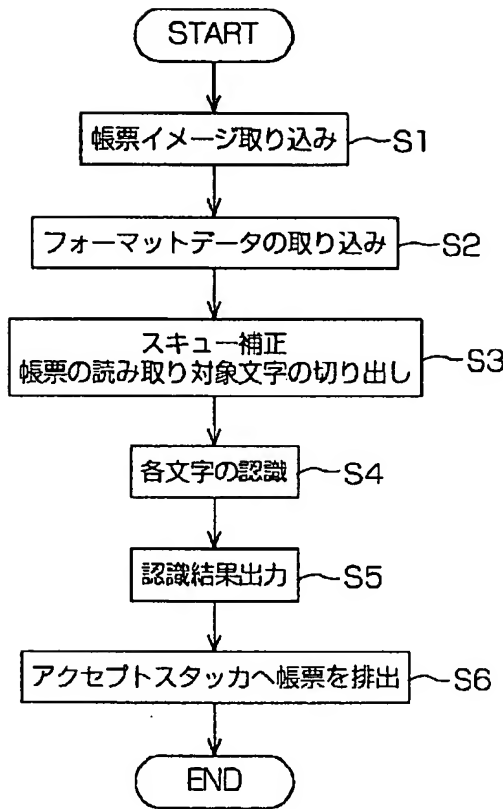 START
帳票イメージ取り込み S1
フォーマットデータの取り込み S2
スキュー補正
帳票の読み取り対象文字の切り出し S3
各文字の認識 S4
認識結果出力 S5
アクセプトスタッカへ帳票を排出 S6
END